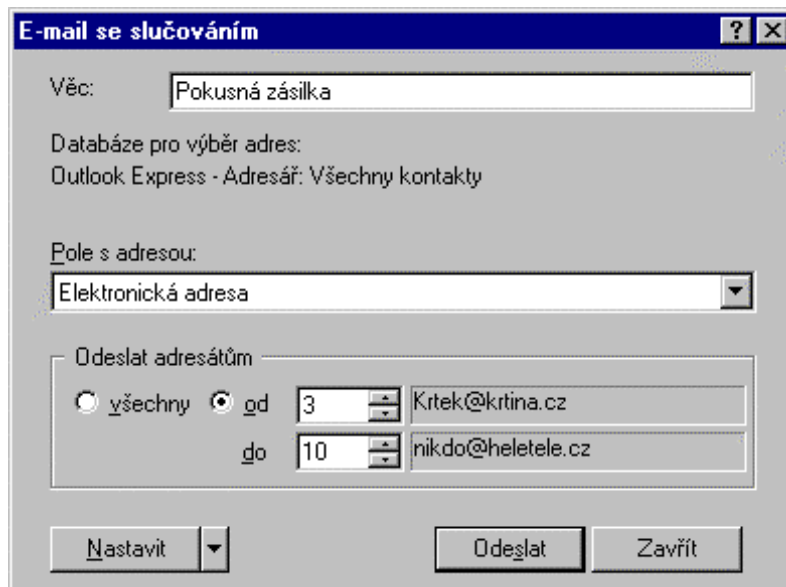 E-mail se slučováním
Věc: Pokusná zásilka
Databáze pro výběr adres:
Outlook Express - Adresář: Všechny kontakty
Pole s adresou:
Elektronická adresa
Odeslat adresátům
všechny od 3 Krtek@krtina.cz
do 10 nikdo@heletele.cz
Nastavit Odeslat Zavřít